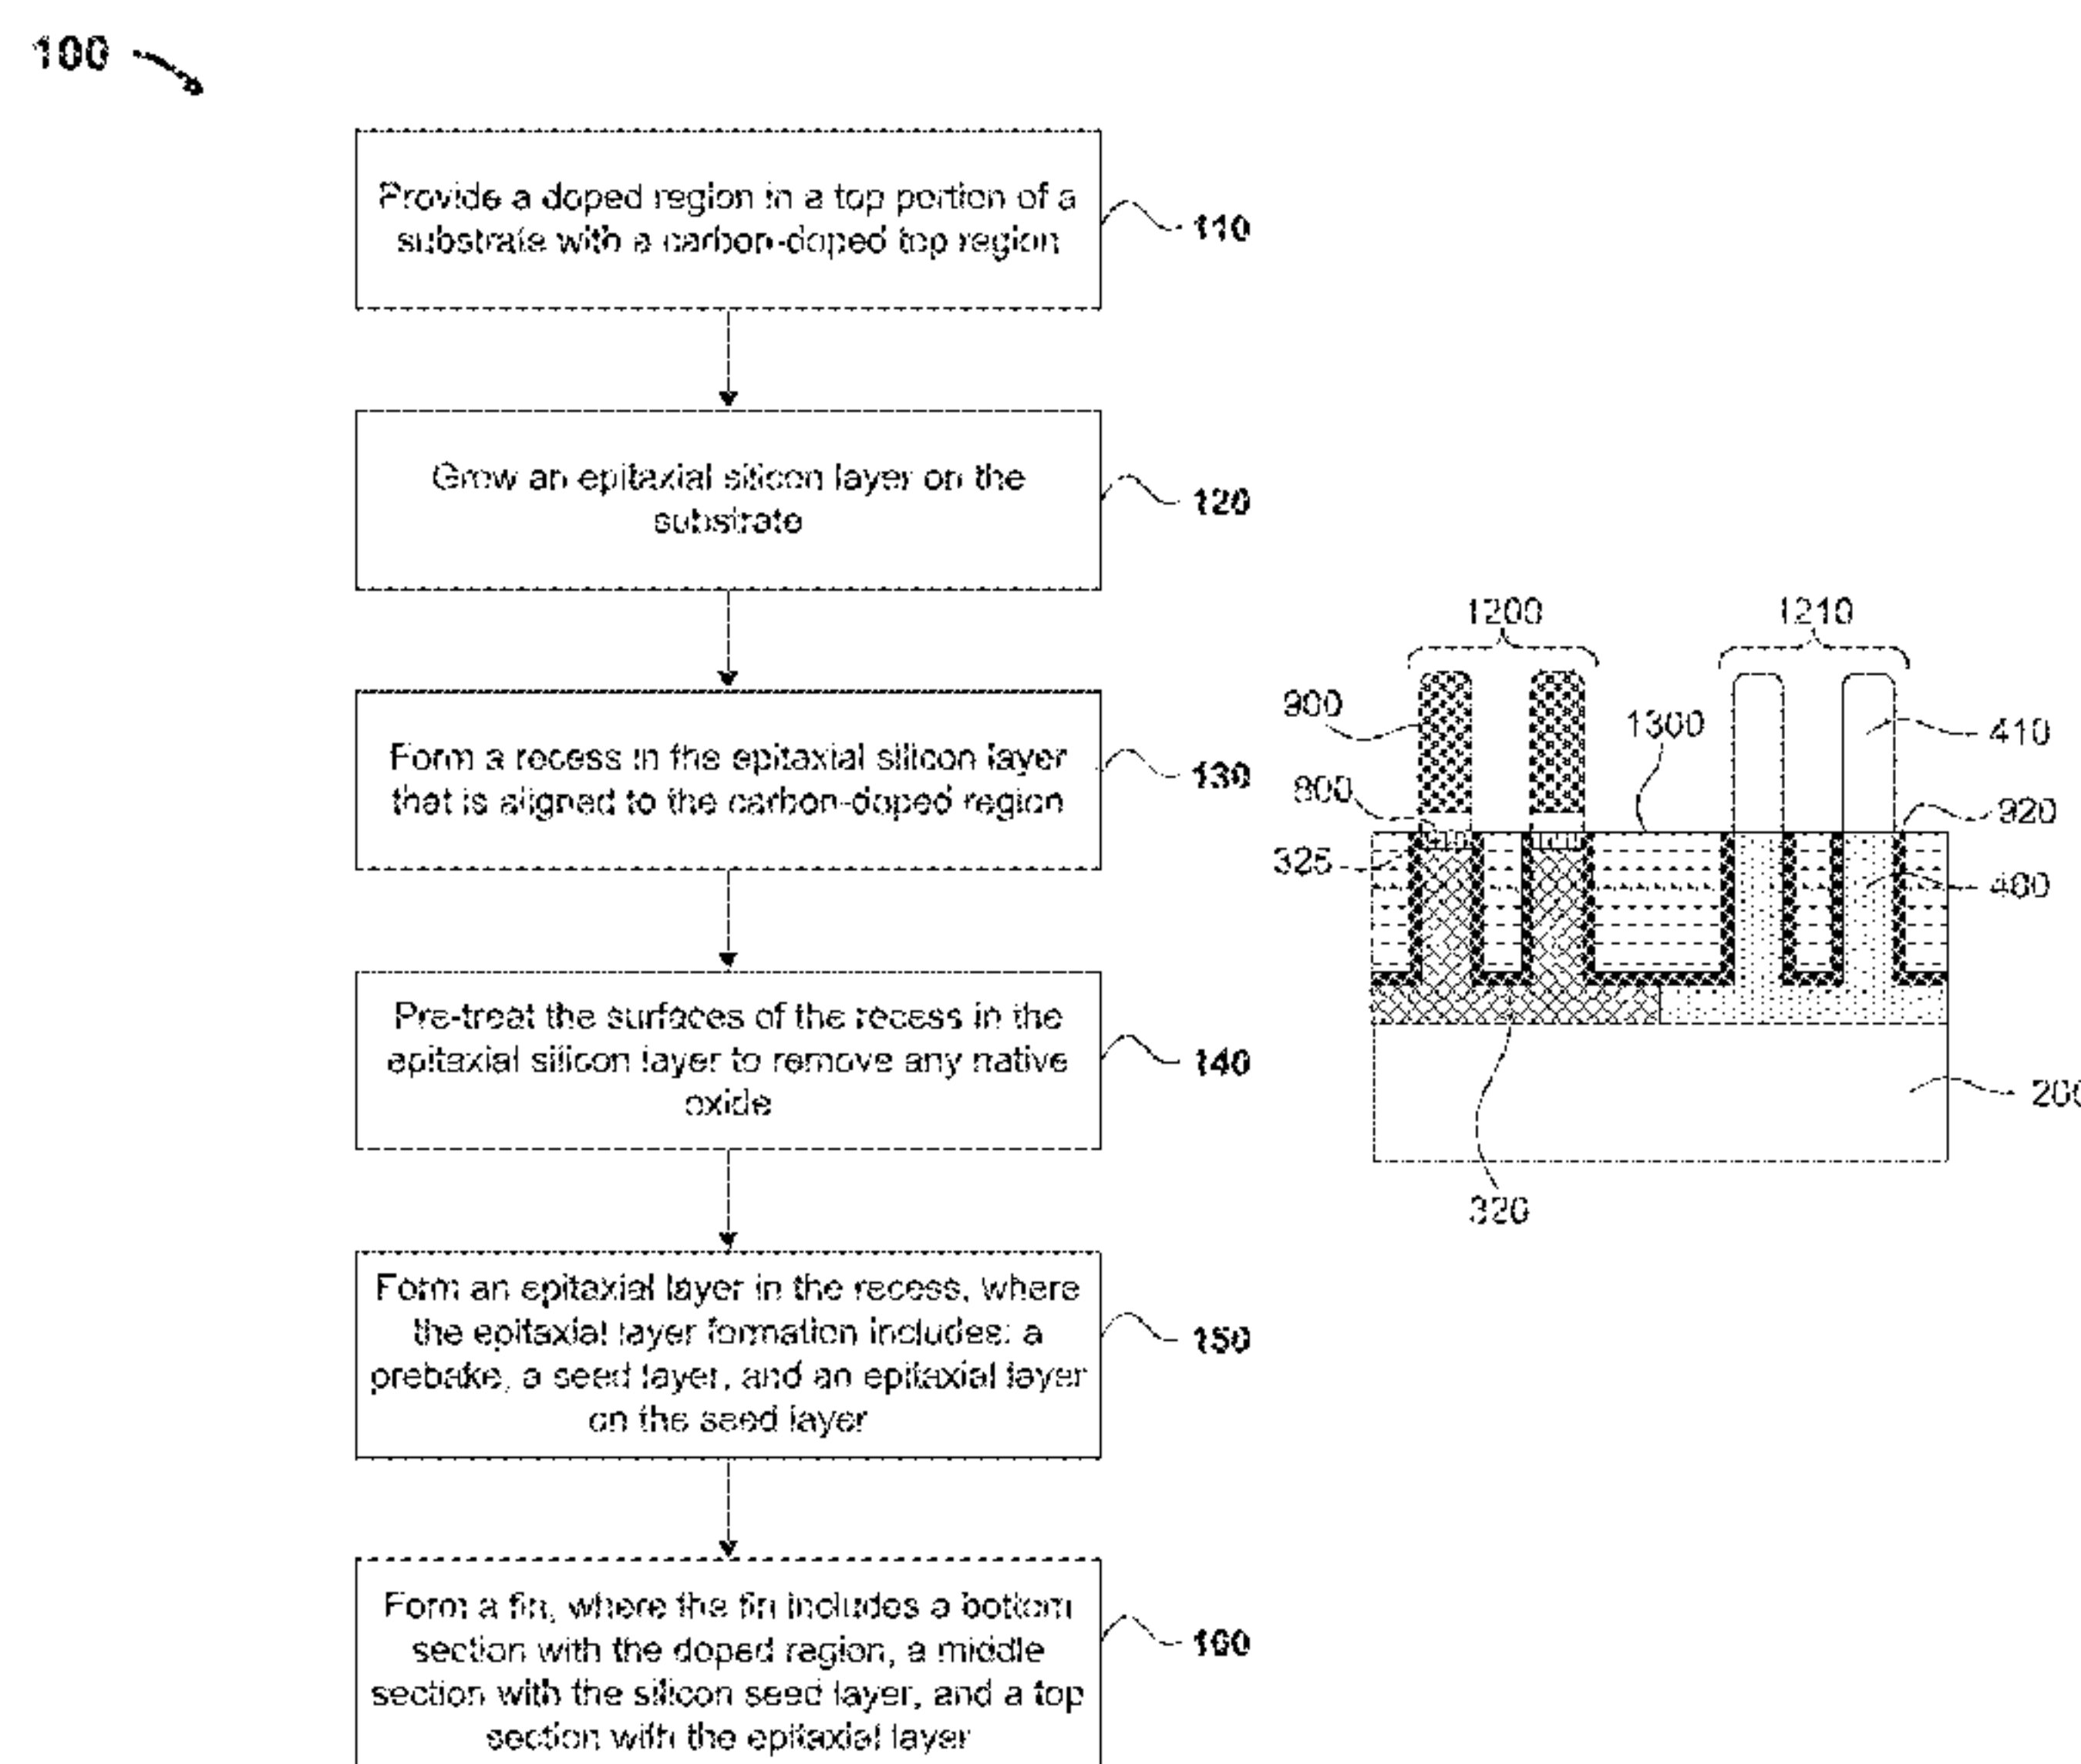 100
Provide a doped region in a top portion of a
substrate with a carbon-doped top region
110
Grow an epitaxial silicon layer on the
substrate
120
Form a recess in the epitaxial silicon layer
that is aligned to the carbon-doped region
130
Pre-treat the surfaces of the recess in the
epitaxial silicon layer to remove any native
oxide
140
Form an epitaxial layer in the recess, where
the epitaxial layer formation includes: a
prebake, a seed layer, and an epitaxial layer
on the seed layer
150
Form a fin, where the fin includes a bottom
section with the doped region, a middle
section with the silicon seed layer, and a top
section with the epitaxial layer
160
1200
1210
900
1300
410
800
920
325
400
200
320